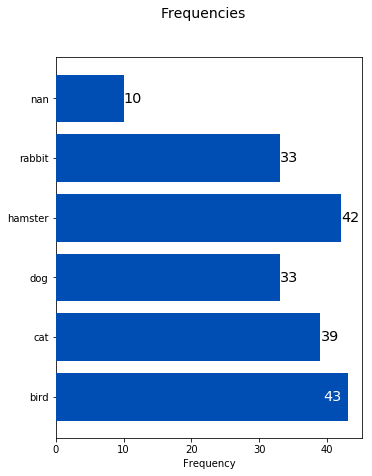 Frequencies
nan 10
rabbit 33
hamster 42
dog 33
cat 39
bird 43
0 10 20 30 40
Frequency